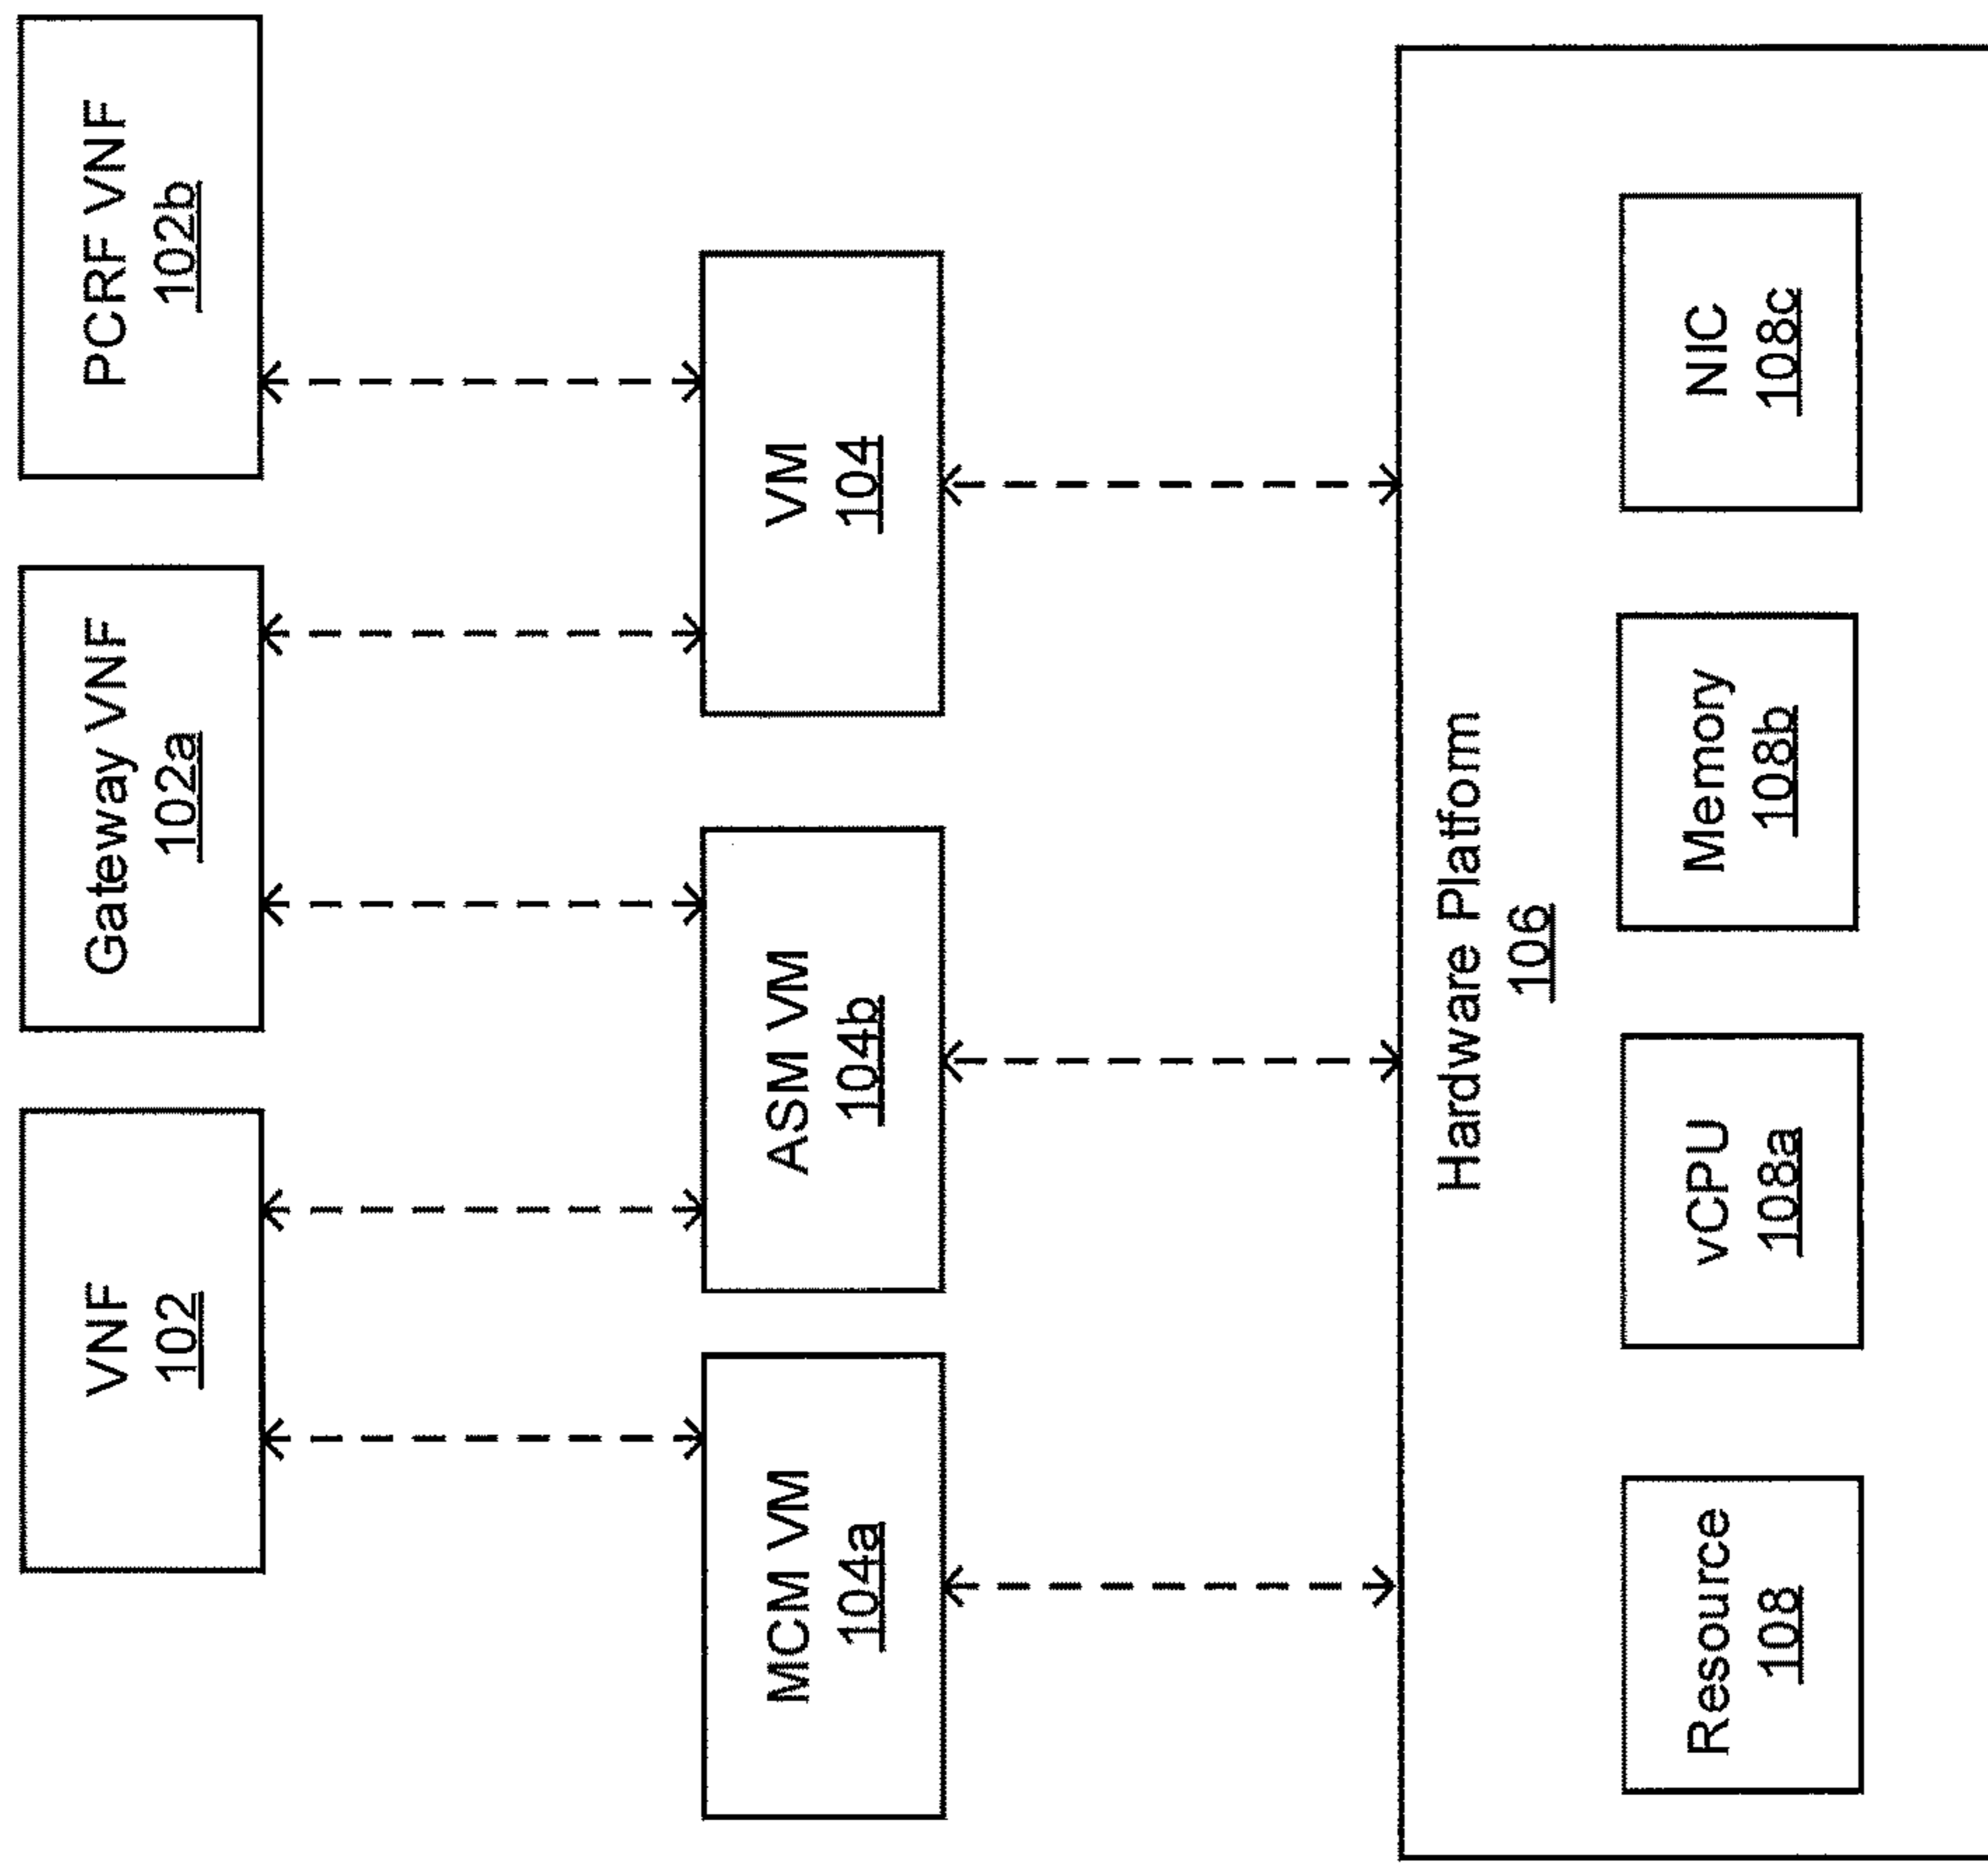 VNF
102
Gateway VNF
102a
PCRF VNF
102b
MCM VM
104a
ASM VM
104b
VM
104
Hardware Platform
106
Resource
108
vCPU
108a
Memory
108b
NIC
108c